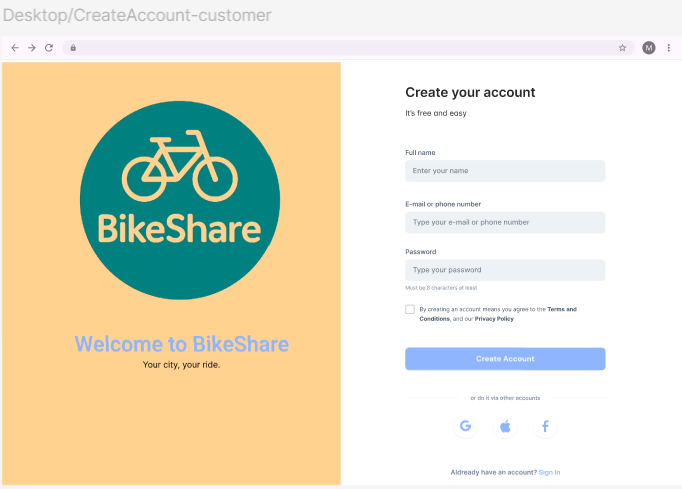 Desktop/CreateAccount-customer
M
BikeShare
Welcome to BikeShare
Your city, your ride.
Create your account
It's free and easy
Full name
Enter your name
E-mail or phone number
Type your e-mail or phone number
Password
Type your password
Must be 8 characters at least
By creating an account means you agree to the Terms and
Conditions, and our Privacy Policy
Create Account
or do it via other accounts
Aldready have an account? Sign In